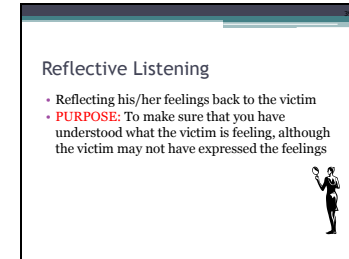 Reflective Listening
• Reflecting his/her feelings back to the victim
• PURPOSE: To make sure that you have
understood what the victim is feeling, although
the victim may not have expressed the feelings